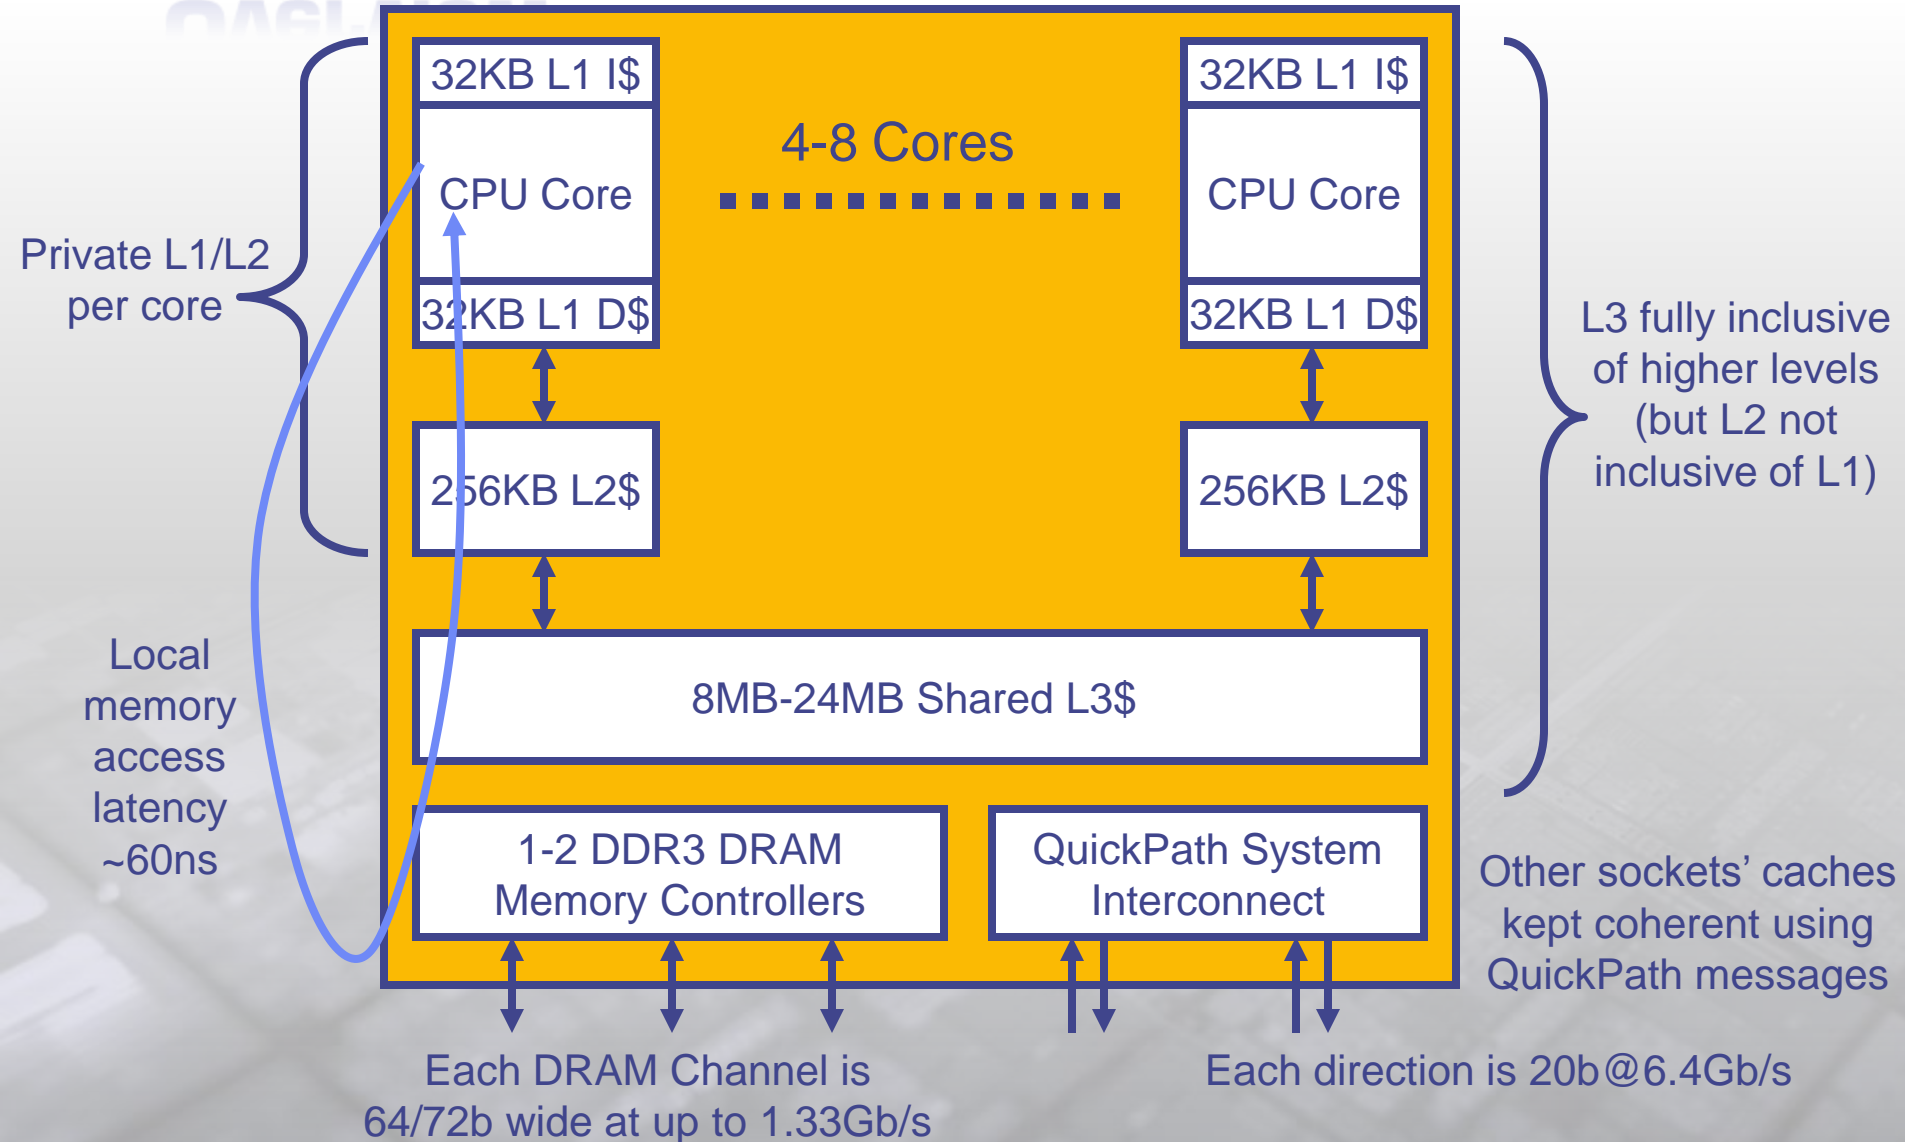 32KB L1 I$
CPU Core
32KB L1 D$
256KB L2$
4-8 Cores
32KB L1 I$
CPU Core
32KB L1 D$
256KB L2$
Private L1/L2
per core
L3 fully inclusive
of higher levels
(but L2 not
inclusive of L1)
Local
memory
access
latency
~60ns
8MB-24MB Shared L3$
1-2 DDR3 DRAM
Memory Controllers
QuickPath System
Interconnect
Other sockets’ caches
kept coherent using
QuickPath messages
Each DRAM Channel is
64/72b wide at up to 1.33Gb/s
Each direction is 20b@6.4Gb/s